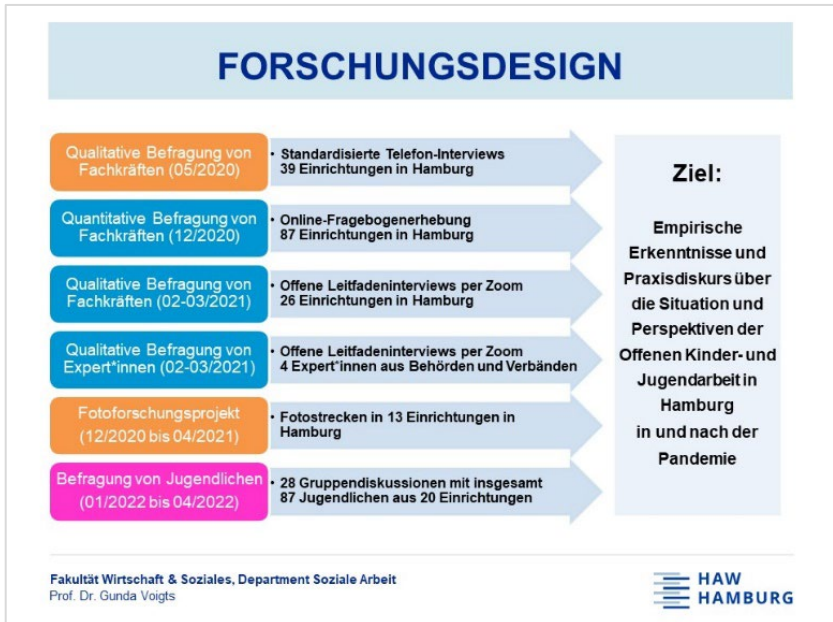 FORSCHUNGSDESIGN
Qualitative Befragung von
Fachkräften (05/2020)
• Standardisierte Telefon-Interviews
39 Einrichtungen in Hamburg
Quantitative Befragung von
Fachkräften (12/2020)
• Online-Fragebogenerhebung
87 Einrichtungen in Hamburg
Qualitative Befragung von
Fachkräften (02-03/2021)
• Offene Leitfadeninterviews per Zoom
26 Einrichtungen in Hamburg
Qualitative Befragung von
Expert*innen (02-03/2021)
• Offene Leitfadeninterviews per Zoom
4 Expert*innen aus Behörden und Verbänden
Fotoforschungsprojekt
(12/2020 bis 04/2021)
• Fotostrecken in 13 Einrichtungen in
Hamburg
Befragung von Jugendlichen
(01/2022 bis 04/2022)
• 28 Gruppendiskussionen mit insgesamt
87 Jugendlichen aus 20 Einrichtungen
Ziel:
Empirische
Erkenntnisse und
Praxisdiskurs über
die Situation und
Perspektiven der
Offenen Kinder- und
Jugendarbeit in
Hamburg
in und nach der
Pandemie
Fakultät Wirtschaft & Soziales, Department Soziale Arbeit
Prof. Dr. Gunda Voigts
HAW
HAMBURG